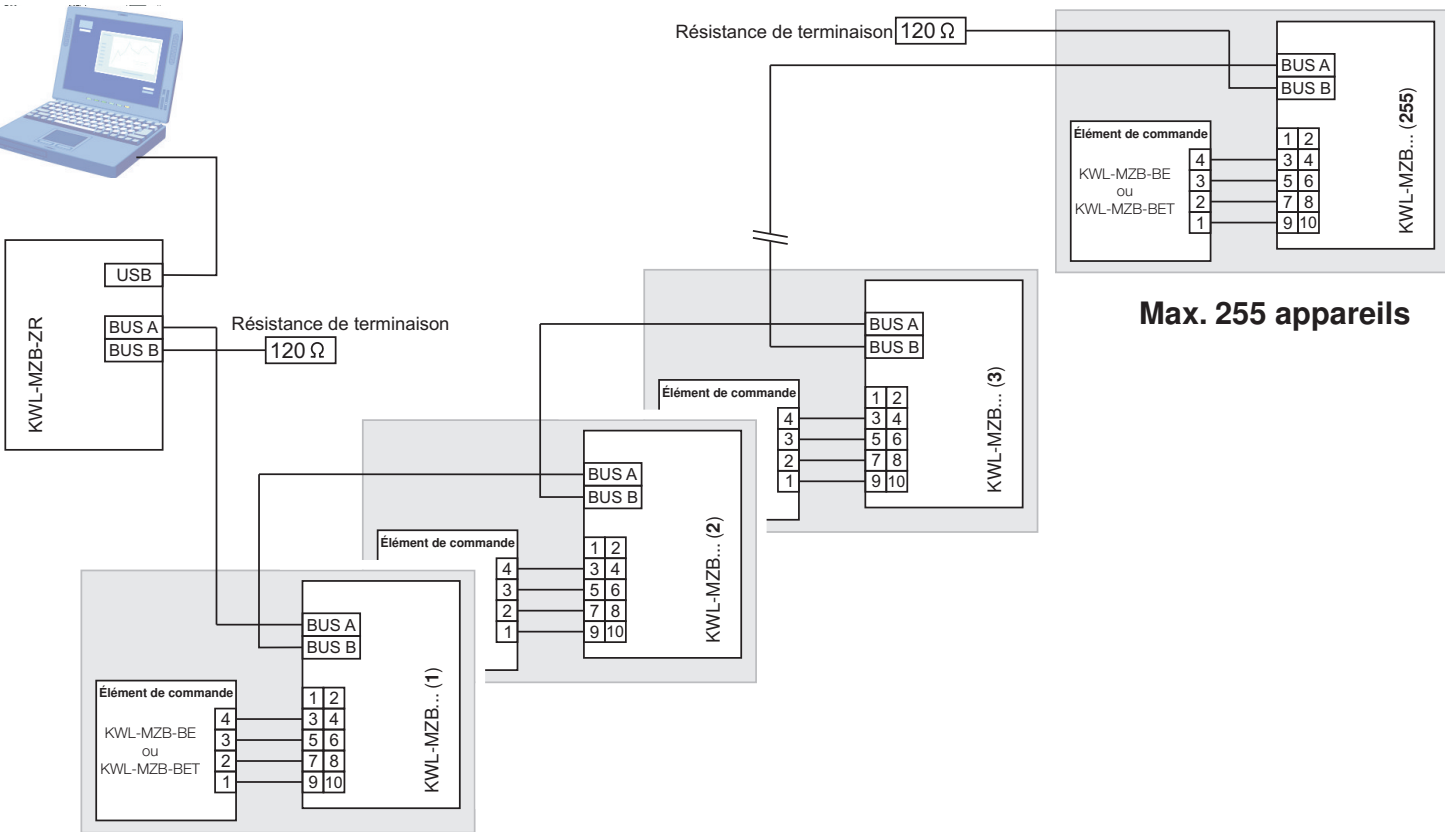 Résistance de terminaison 120 Ω
BUS A
BUS B
Élément de commande
KWL-MZB-BE
ou
KWL-MZB-BET
4
3
2
1
1 2
3 4
5 6
7 8
9 10
KWL-MZB... (255)
Max. 255 appareils
KWL-MZB-ZR
USB
BUS A
BUS B
Résistance de terminaison
120 Ω
BUS A
BUS B
Élément de commande
4
3
2
1
1 2
3 4
5 6
7 8
9 10
KWL-MZB... (3)
BUS A
BUS B
Élément de commande
4
3
2
1
1 2
3 4
5 6
7 8
9 10
KWL-MZB... (2)
BUS A
BUS B
Élément de commande
KWL-MZB-BE
ou
KWL-MZB-BET
4
3
2
1
1 2
3 4
5 6
7 8
9 10
KWL-MZB... (1)